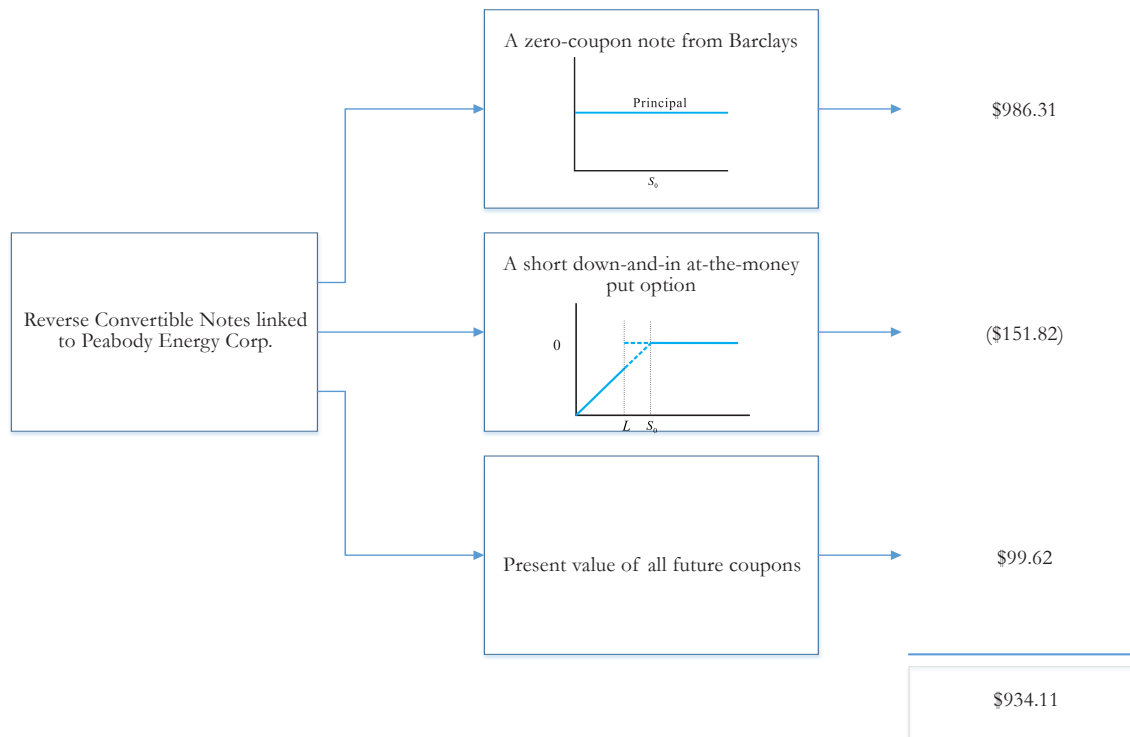 A zero-coupon note from Barclays
Principal
S₀
$986.31
Reverse Convertible Notes linked
to Peabody Energy Corp.
A short down-and-in at-the-money
put option
0
L S₀
($151.82)
Present value of all future coupons
$99.62
$934.11